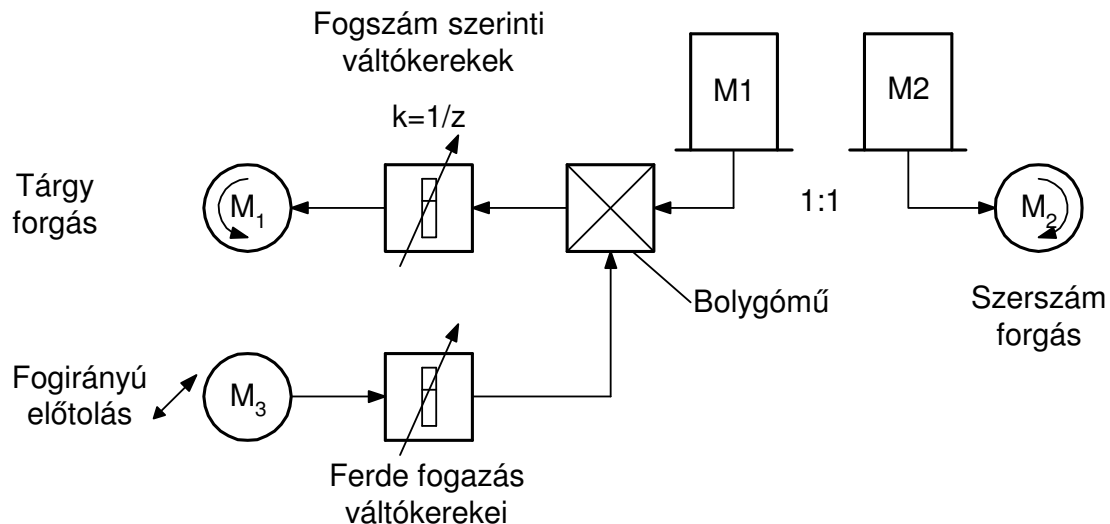 Fogszám szerinti
váltókerekek
k=1/z
M1
M2
Tárgy
forgás
M₁
1:1
M₂
Bolygómű
Szerszám
forgás
Fogirányú
előtolás
M₃
Ferde fogazás
váltókerekei